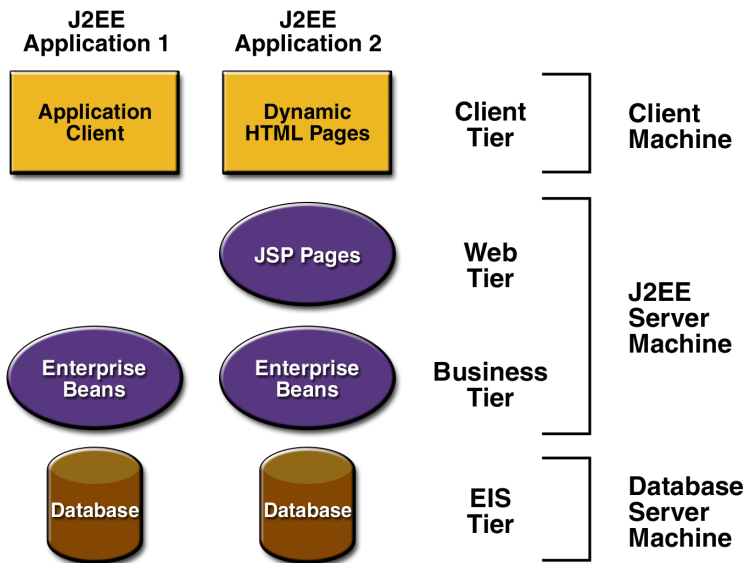 J2EE
Application 1
J2EE
Application 2
Application
Client
Dynamic
HTML Pages
Client
Tier
Client
Machine
JSP Pages
Web
Tier
J2EE
Server
Machine
Enterprise
Beans
Enterprise
Beans
Business
Tier
Database
Database
EIS
Tier
Database
Server
Machine